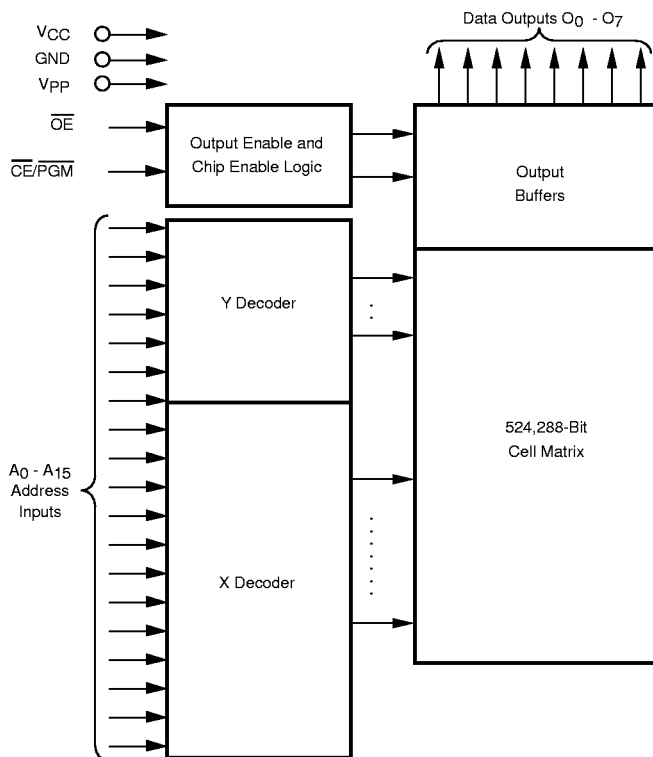 Data Outputs O0 - O7
VCC
GND
VPP
OE
CE/PGM
Output Enable and
Chip Enable Logic
Output
Buffers
Y Decoder
524,288-Bit
Cell Matrix
A0 - A15
Address
Inputs
X Decoder